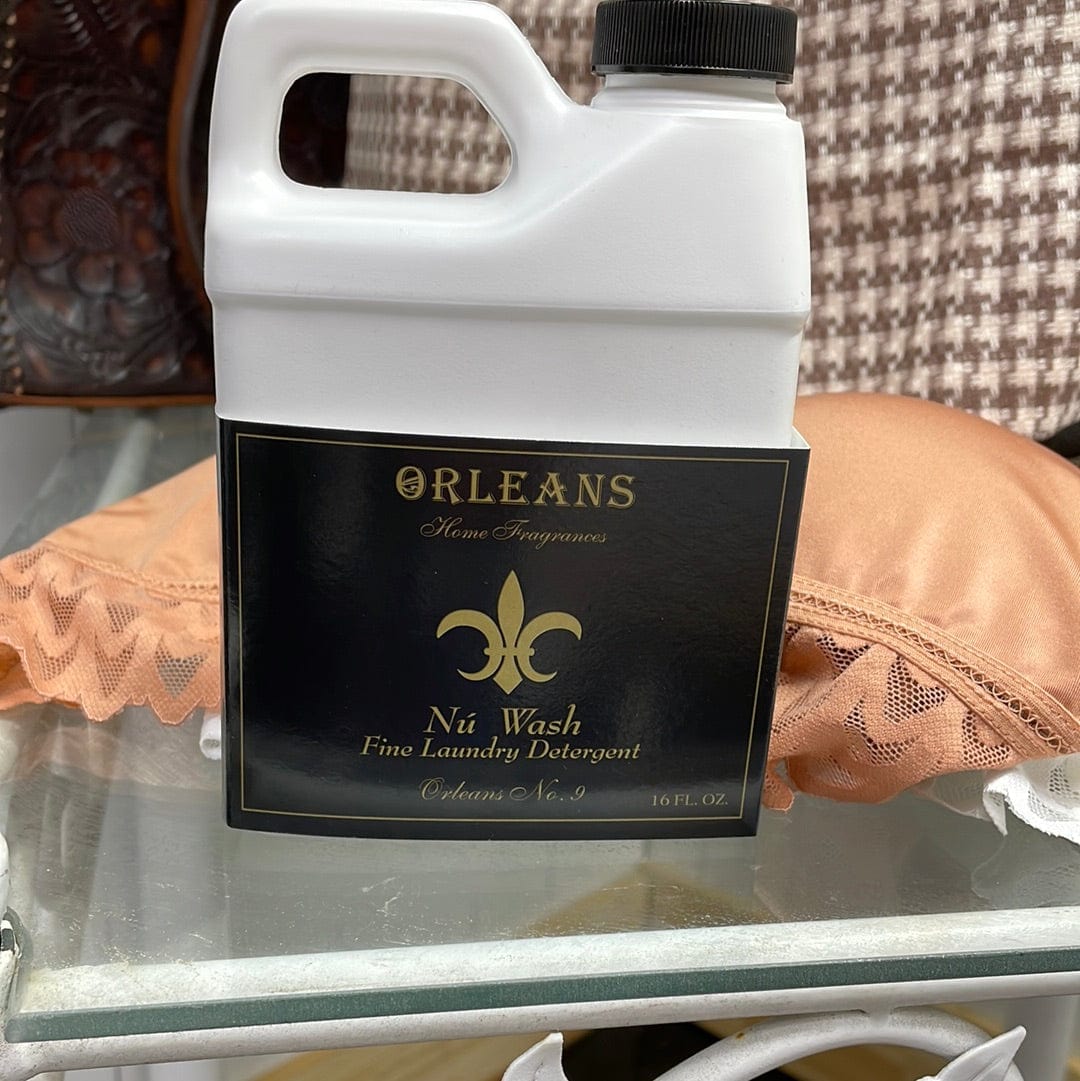 ORLEANS
Home Fragrances
Nú Wash
Fine Laundry Detergent
Orleans No. 9
16 FL. OZ.